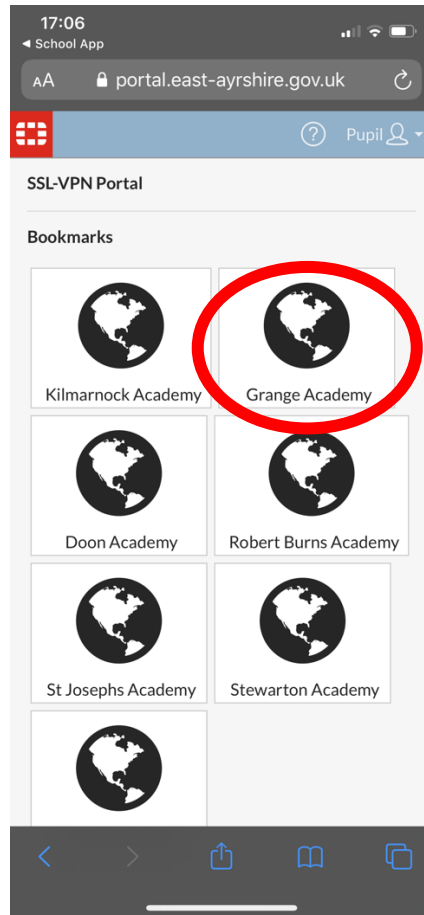 17:06
◀ School App
AA portal.east-ayrshire.gov.uk
Pupil
SSL-VPN Portal
Bookmarks
Kilmarnock Academy Grange Academy
Doon Academy Robert Burns Academy
St Josephs Academy Stewarton Academy